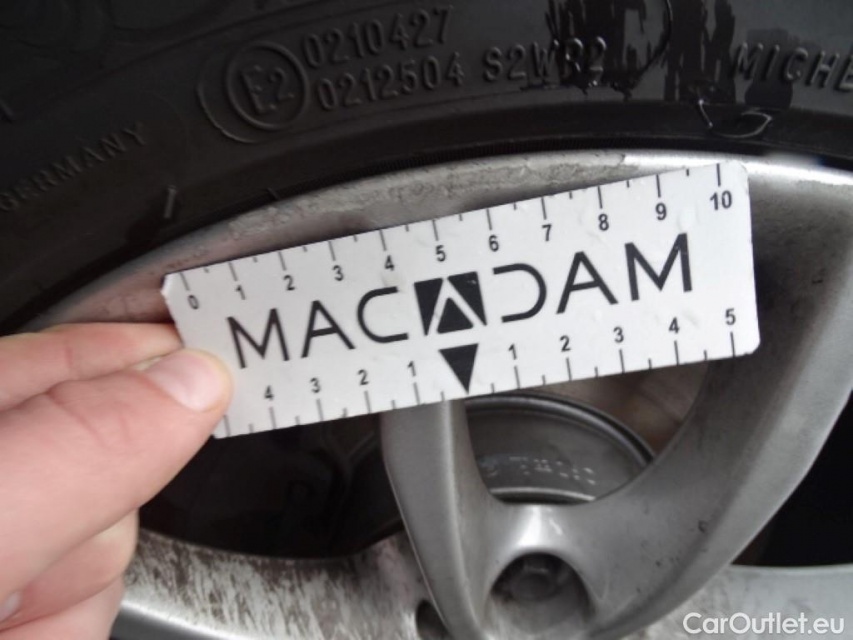 0210427
E2
0212504 S2WR2
MICHE
GERMANY
0 1 2 3 4 5 6 7 8 9 10
MACADAM
4 3 2 1 1 2 3 4 5
CarOutlet.eu